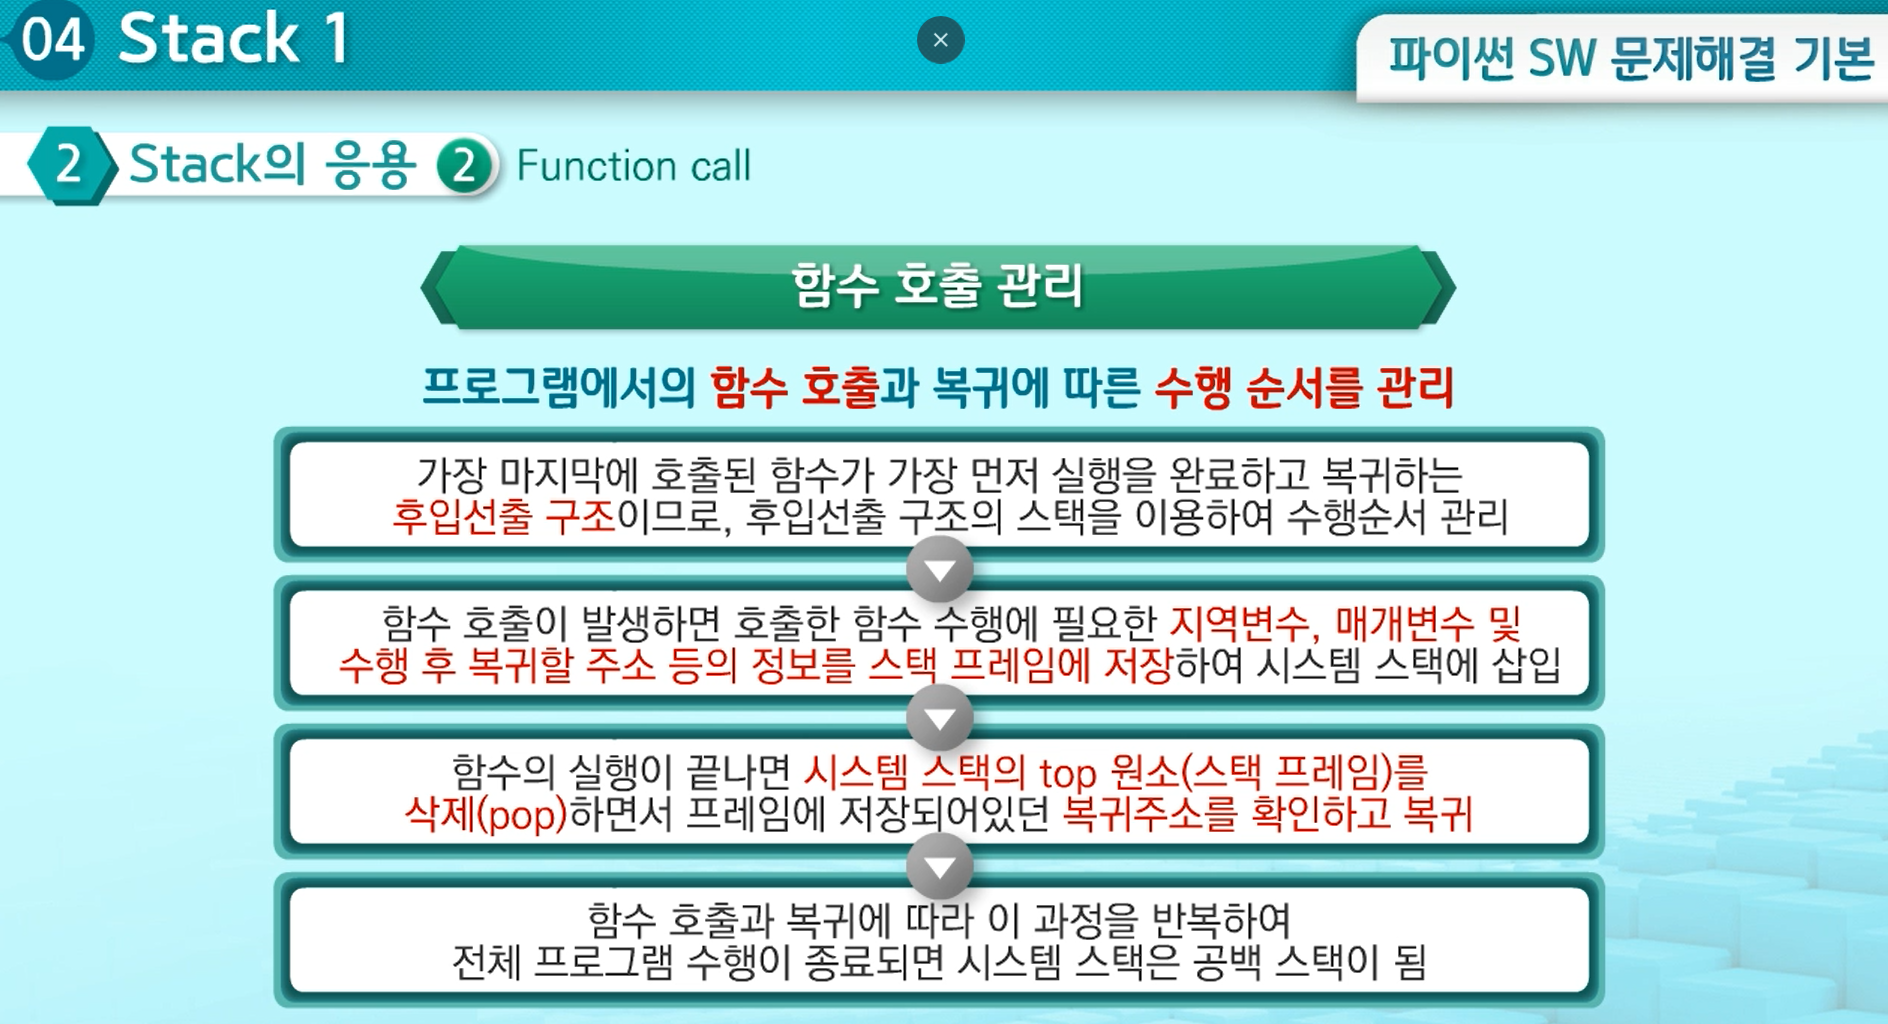 04 Stack 1
파이썬 SW 문제해결 기본
2 Stack의 응용 2 Function call
함수 호출 관리
프로그램에서의 함수 호출과 복귀에 따른 수행 순서를 관리
가장 마지막에 호출된 함수가 가장 먼저 실행을 완료하고 복귀하는
후입선출 구조이므로, 후입선출 구조의 스택을 이용하여 수행순서 관리
함수 호출이 발생하면 호출한 함수 수행에 필요한 지역변수, 매개변수 및
수행 후 복귀할 주소 등의 정보를 스택 프레임에 저장하여 시스템 스택에 삽입
함수의 실행이 끝나면 시스템 스택의 top 원소(스택 프레임)를
삭제(pop)하면서 프레임에 저장되어있던 복귀주소를 확인하고 복귀
함수 호출과 복귀에 따라 이 과정을 반복하여
전체 프로그램 수행이 종료되면 시스템 스택은 공백 스택이 됨